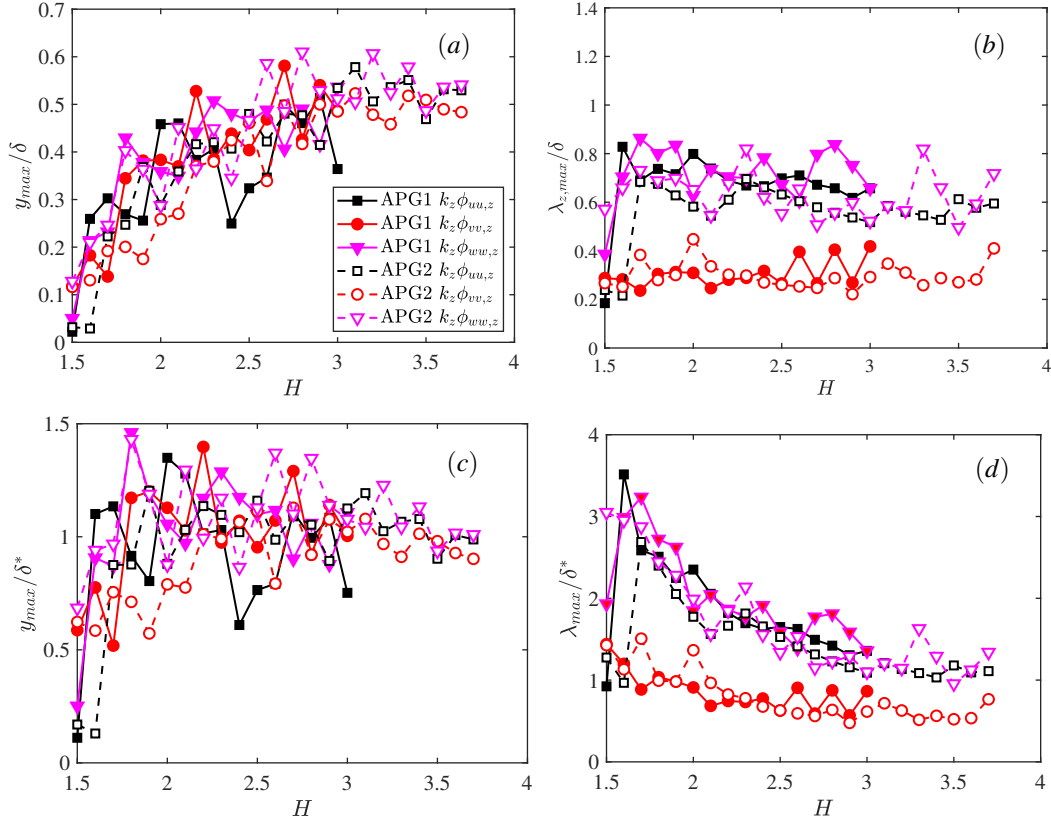 (a)
y_max/δ
0.7
0.6
0.5
0.4
0.3
0.2
0.1
0
1.5 2 2.5 3 3.5 4
H
APG1 k_zϕ_uu,z
APG1 k_zϕ_vv,z
APG1 k_zϕ_ww,z
APG2 k_zϕ_uu,z
APG2 k_zϕ_vv,z
APG2 k_zϕ_ww,z
(b)
λ_z,max/δ
1.4
1.2
1
0.8
0.6
0.4
0.2
0
1.5 2 2.5 3 3.5 4
H
(c)
y_max/δ*
1.5
1
0.5
0
1.5 2 2.5 3 3.5 4
H
(d)
λ_max/δ*
4
3
2
1
0
1.5 2 2.5 3 3.5 4
H